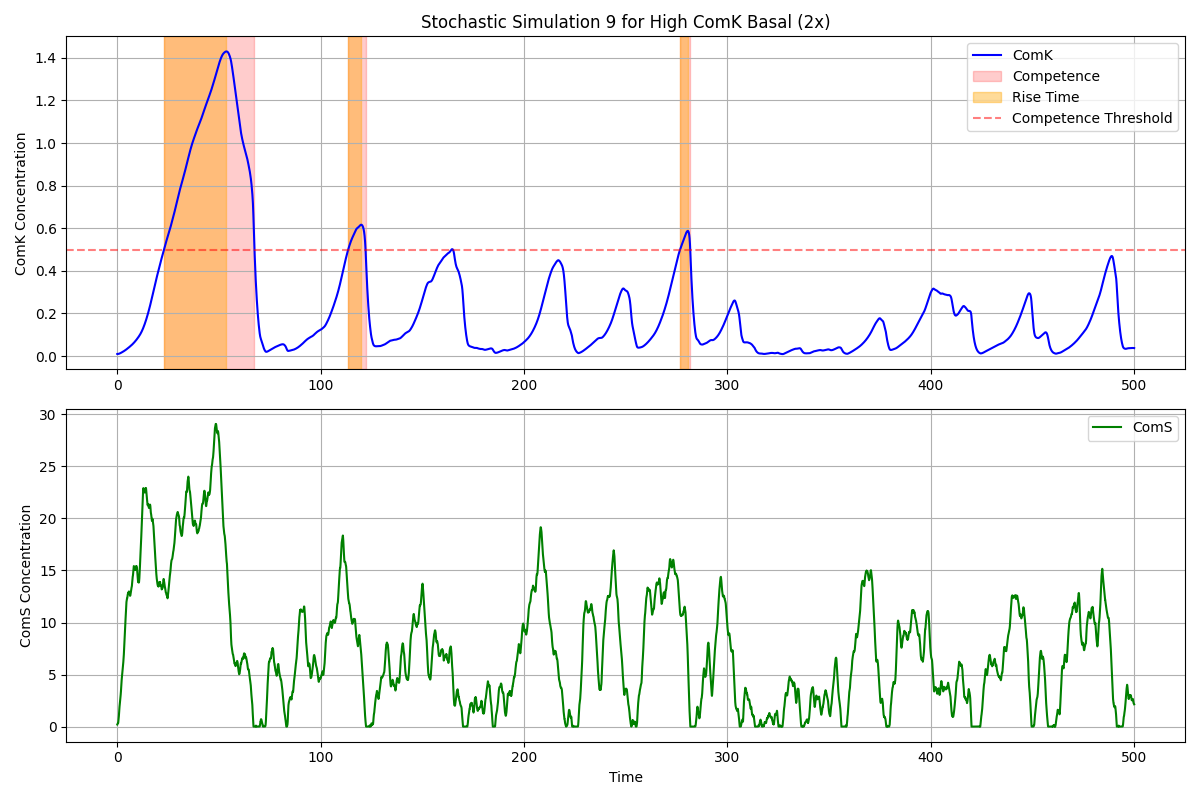 Stochastic Simulation 9 for High ComK Basal (2x)
ComK Concentration
1.4
1.2
1.0
0.8
0.6
0.4
0.2
0.0
ComK
Competence
Rise Time
Competence Threshold
0 100 200 300 400 500
ComS Concentration
30
25
20
15
10
5
0
ComS
0 100 200 300 400 500
Time